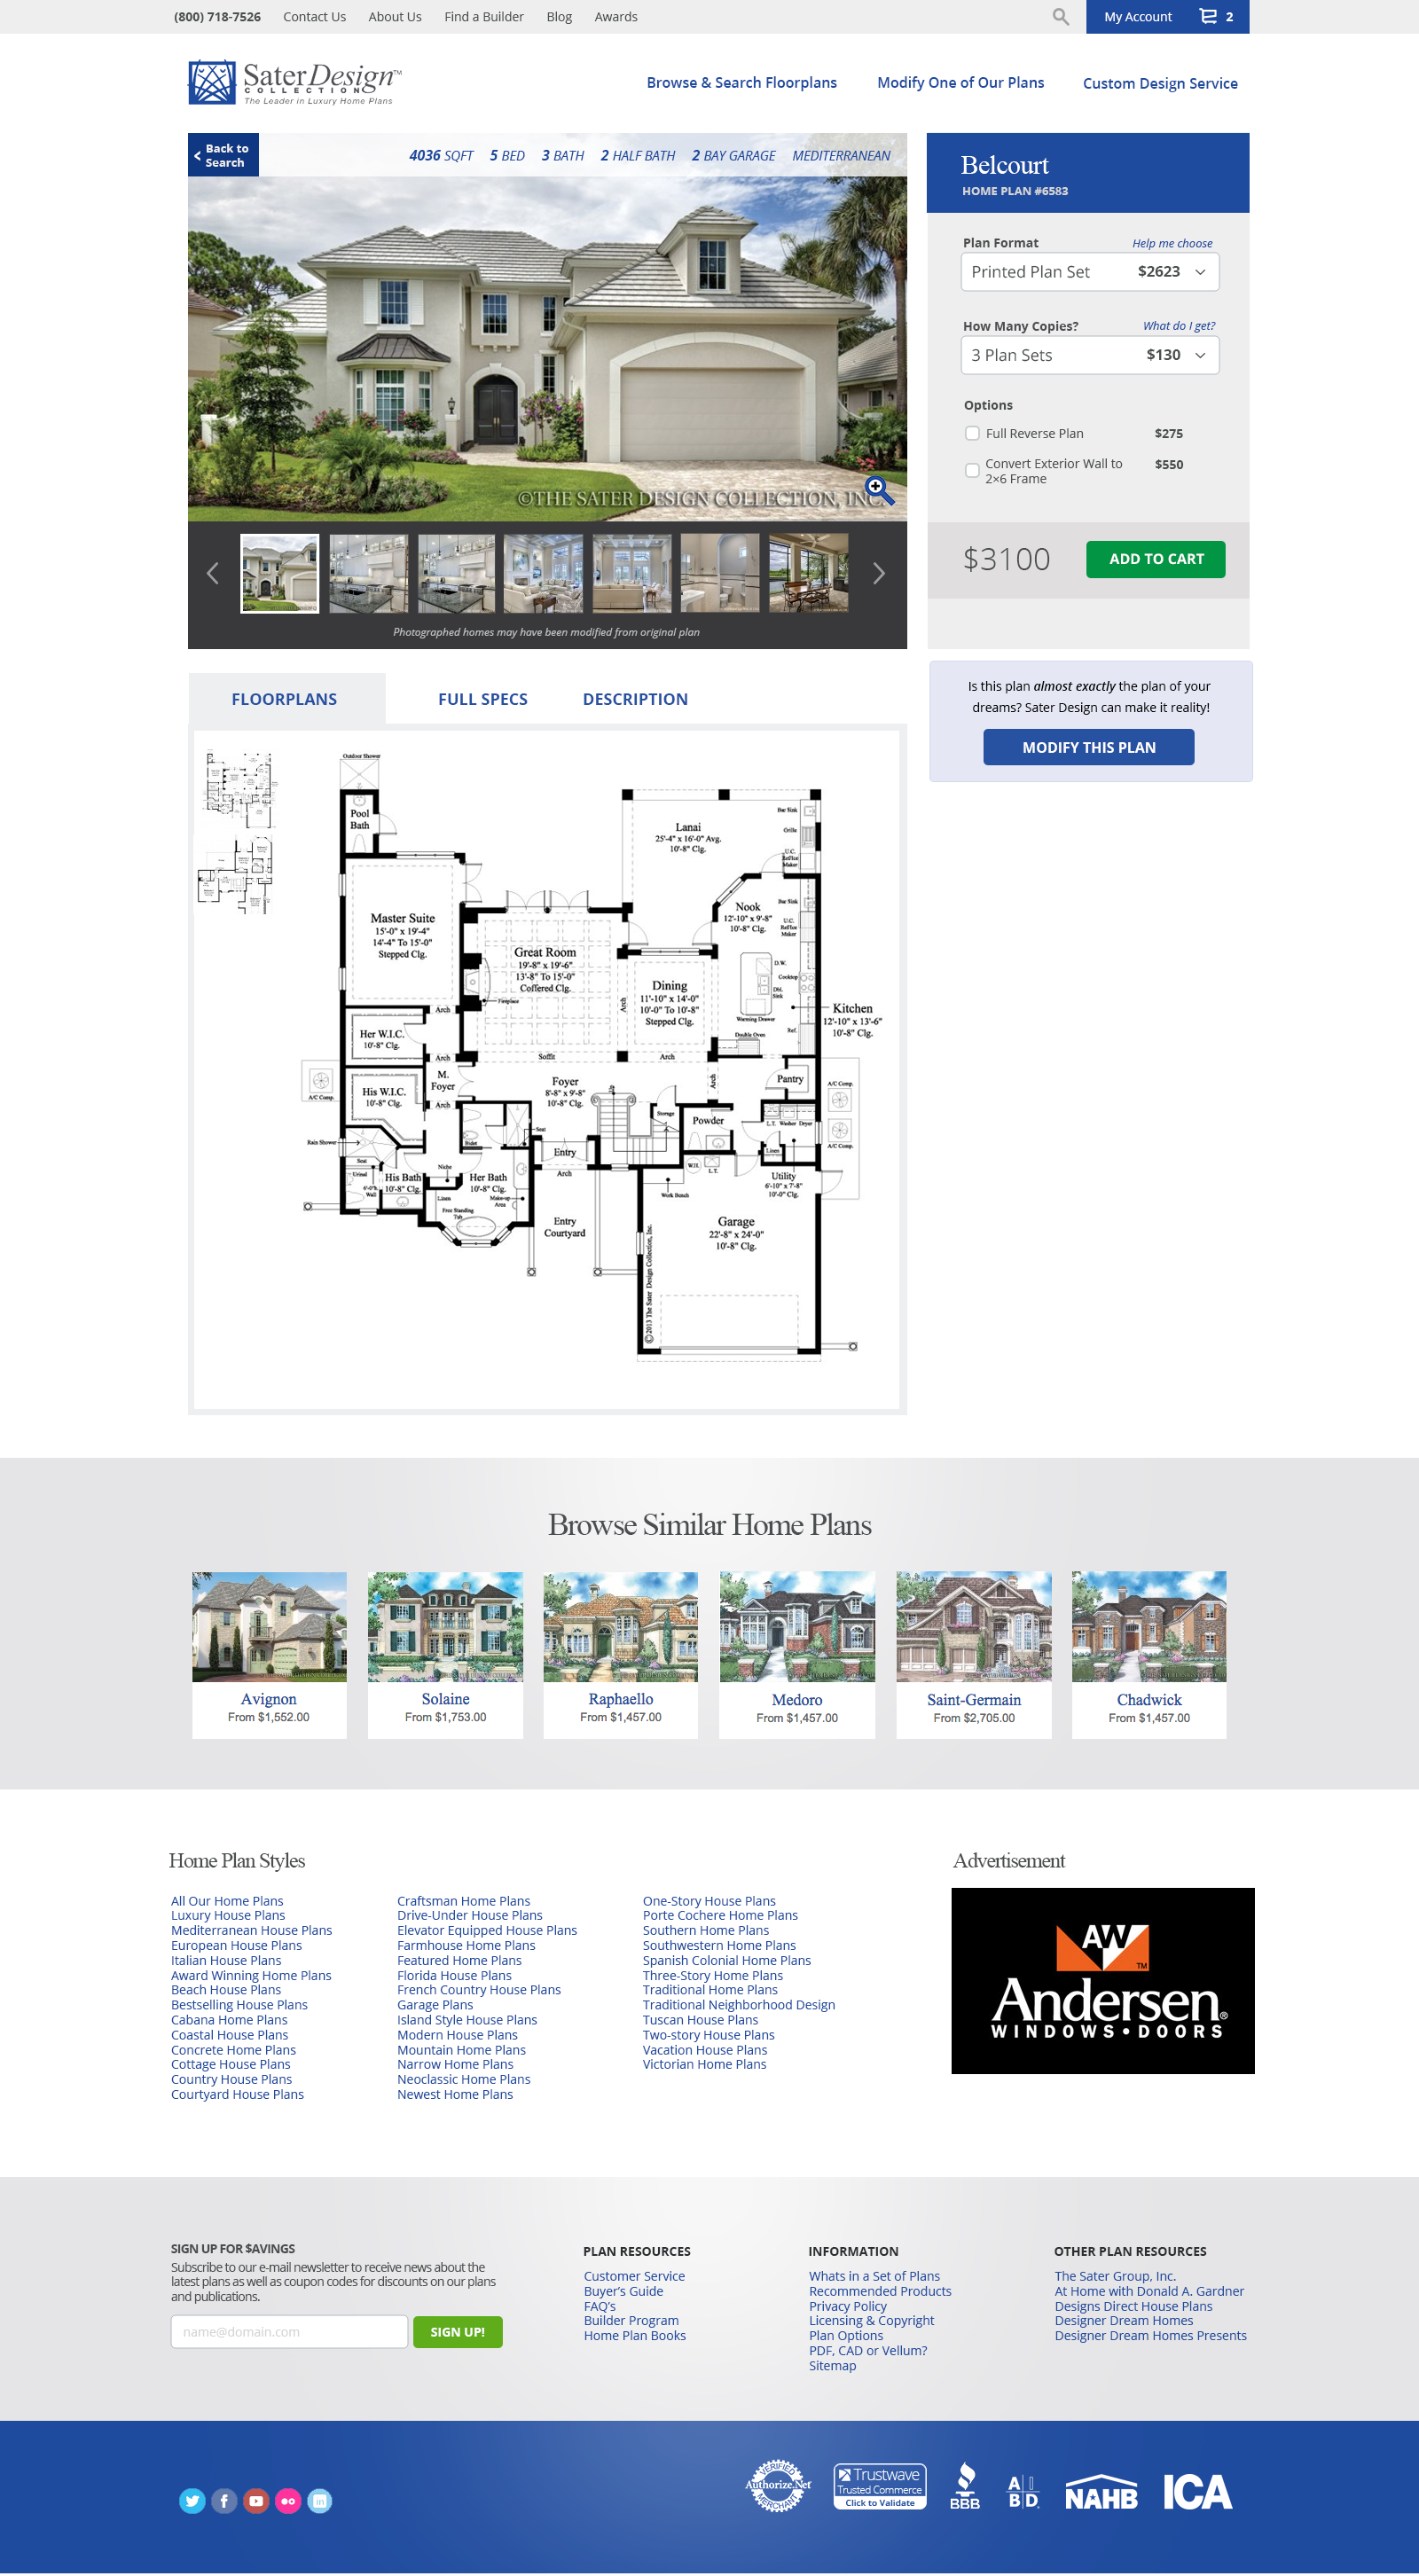 (800) 718-7526 Contact Us About Us Find a Builder Blog Awards My Account 2
Sater Design™
COLLECTION
The Leader in Luxury Home Plans
Browse & Search Floorplans Modify One of Our Plans Custom Design Service
Back to
Search
4036 SQFT 5 BED 3 BATH 2 HALF BATH 2 BAY GARAGE MEDITERRANEAN
©THE SATER DESIGN COLLECTION, INC.
Photographed homes may have been modified from original plan
Belcourt
HOME PLAN #6583
Plan Format Help me choose
Printed Plan Set $2623
How Many Copies? What do I get?
3 Plan Sets $130
Options
Full Reverse Plan $275
Convert Exterior Wall to $550
2×6 Frame
$3100 ADD TO CART
Is this plan almost exactly the plan of your
dreams? Sater Design can make it reality!
MODIFY THIS PLAN
FLOORPLANS FULL SPECS DESCRIPTION
Outdoor Shower
Pool
Bath
Lanai
25'-4" x 16'-0" Avg.
10'-8" Clg.
Bar Sink
Grille
U.C.
Ref/Ice
Maker
Master Suite
15'-0" x 19'-4"
14'-4" To 15'-0"
Stepped Clg.
Great Room
19'-8" x 19'-6"
13'-8" To 15'-0"
Coffered Clg.
Fireplace
Nook
12'-10" x 9'-8"
10'-8" Clg.
Bar Sink
U.C.
Ref/Ice
Maker
Dining
11'-10" x 14'-0"
10'-0" To 10'-8"
Stepped Clg.
Arch
D.W.
Cooktop
Dbl.
Sink
Warming Drawer
Double Oven
Ref.
Kitchen
12'-10" x 13'-6"
10'-8" Clg.
Arch
Her W.I.C.
10'-8" Clg.
Arch
Soffit
Arch
M.
Foyer
Arch
His W.I.C.
10'-8" Clg.
A/C Comp.
Foyer
8'-8" x 9'-8"
10'-8" Clg.
Up
Arch
Storage
Pantry
A/C Comp.
Powder
L.T. Washer Dryer
A/C Comp.
Linen
Rain Shower
Seat
Bidet
Seat
Urinal
6'-0"
Wall
His Bath
10'-8" Clg.
Niche
Linen
Her Bath
10'-8" Clg.
Make-up
Area
Free Standing
Tub
Entry
Arch
Entry
Courtyard
W.H.
L.T.
Work Bench
Utility
6'-10" x 7'-8"
10'-0" Clg.
Garage
22'-8" x 24'-0"
10'-8" Clg.
©2013 The Sater Design Collection, Inc.
Browse Similar Home Plans
Avignon
From $1,552.00
Solaine
From $1,753.00
Raphaello
From $1,457.00
Medoro
From $1,457.00
Saint-Germain
From $2,705.00
Chadwick
From $1,457.00
Home Plan Styles
All Our Home Plans
Luxury House Plans
Mediterranean House Plans
European House Plans
Italian House Plans
Award Winning Home Plans
Beach House Plans
Bestselling House Plans
Cabana Home Plans
Coastal House Plans
Concrete Home Plans
Cottage House Plans
Country House Plans
Courtyard House Plans
Craftsman Home Plans
Drive-Under House Plans
Elevator Equipped House Plans
Farmhouse Home Plans
Featured Home Plans
Florida House Plans
French Country House Plans
Garage Plans
Island Style House Plans
Modern House Plans
Mountain Home Plans
Narrow Home Plans
Neoclassic Home Plans
Newest Home Plans
One-Story House Plans
Porte Cochere Home Plans
Southern Home Plans
Southwestern Home Plans
Spanish Colonial Home Plans
Three-Story Home Plans
Traditional Home Plans
Traditional Neighborhood Design
Tuscan House Plans
Two-story House Plans
Vacation House Plans
Victorian Home Plans
Advertisement
AW TM
Andersen®
WINDOWS • DOORS
SIGN UP FOR $AVINGS
Subscribe to our e-mail newsletter to receive news about the
latest plans as well as coupon codes for discounts on our plans
and publications.
name@domain.com SIGN UP!
PLAN RESOURCES
Customer Service
Buyer's Guide
FAQ's
Builder Program
Home Plan Books
INFORMATION
Whats in a Set of Plans
Recommended Products
Privacy Policy
Licensing & Copyright
Plan Options
PDF, CAD or Vellum?
Sitemap
OTHER PLAN RESOURCES
The Sater Group, Inc.
At Home with Donald A. Gardner
Designs Direct House Plans
Designer Dream Homes
Designer Dream Homes Presents
VERIFIED
Authorize.Net
MERCHANT
Trustwave
Trusted Commerce
Click to Validate
BBB
AIBD.
NAHB
ICA